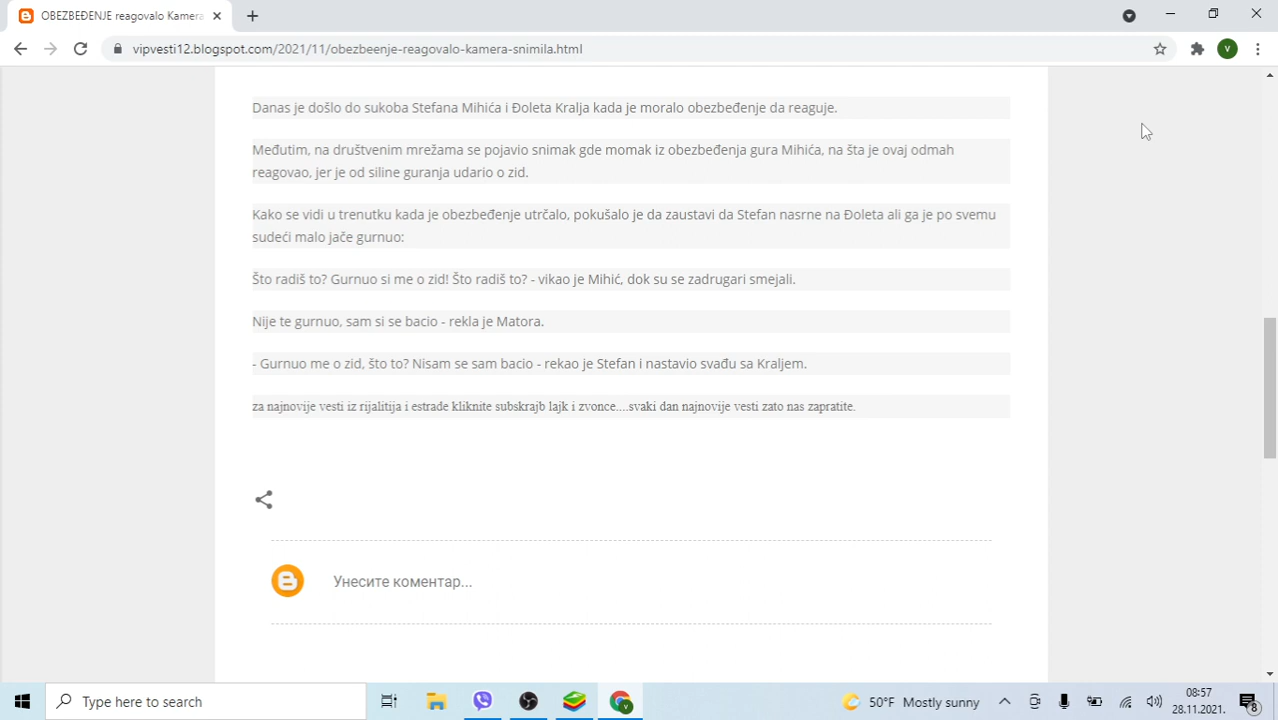 OBEZBEĐENJE reagovalo Kamera
vipvesti12.blogspot.com/2021/11/obezbeenje-reagovalo-kamera-snimila.html
V
Danas je došlo do sukoba Stefana Mihića i Đoleta Kralja kada je moralo obezbeđenje da reaguje.
Međutim, na društvenim mrežama se pojavio snimak gde momak iz obezbeđenja gura Mihića, na šta je ovaj odmah
reagovao, jer je od siline guranja udario o zid.
Kako se vidi u trenutku kada je obezbeđenje utrčalo, pokušalo je da zaustavi da Stefan nasrne na Đoleta ali ga je po svemu
sudeći malo jače gurnuo:
Što radiš to? Gurnuo si me o zid! Što radiš to? - vikao je Mihić, dok su se zadrugari smejali.
Nije te gurnuo, sam si se bacio - rekla je Matora.
- Gurnuo me o zid, što to? Nisam se sam bacio - rekao je Stefan i nastavio svađu sa Kraljem.
za najnovije vesti iz rijalitija i estrade kliknite subskrajb lajk i zvonce....svaki dan najnovije vesti zato nas zapratite.
Унесите коментар...
Type here to search
50°F Mostly sunny
08:57
28.11.2021.
8